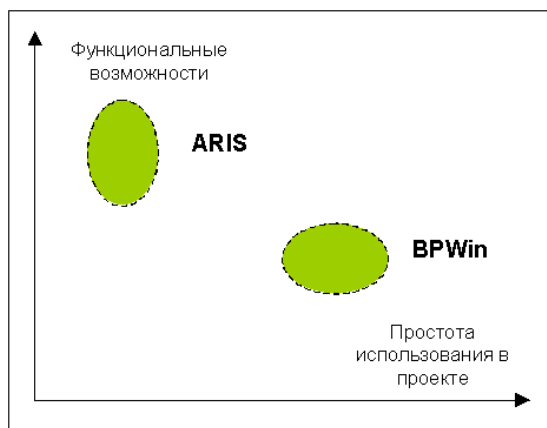 Функциональные
возможности
ARIS
BPWin
Простота
использования в
проекте